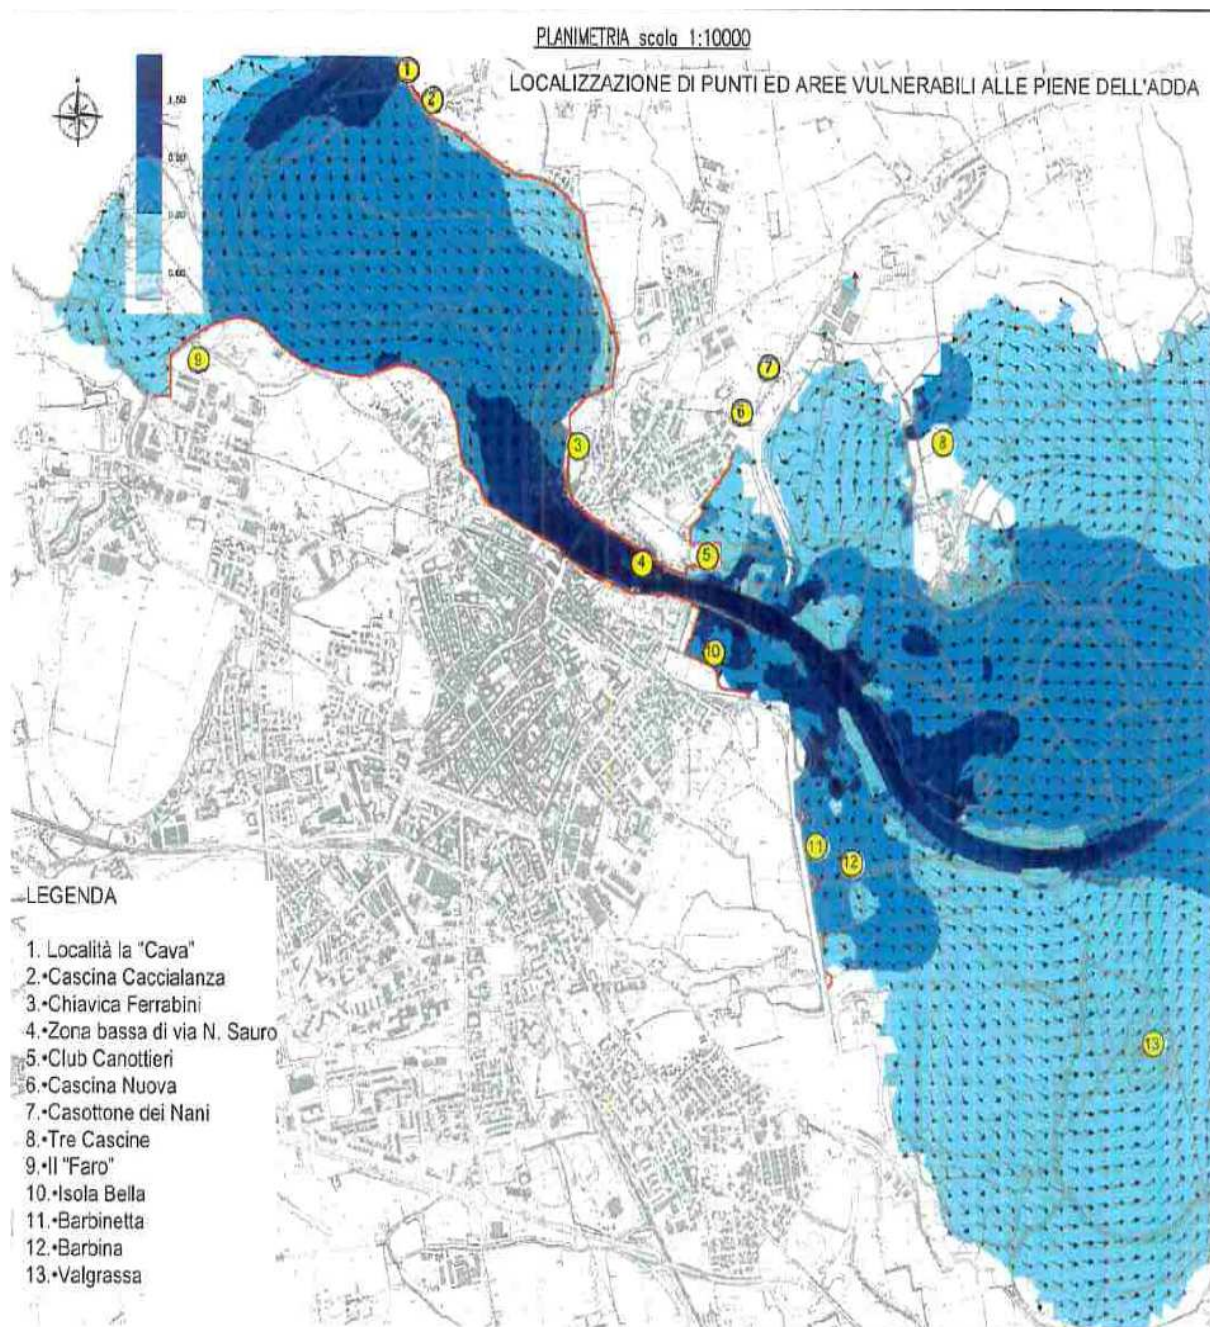 PLANIMETRIA scala 1:10000
LOCALIZZAZIONE DI PUNTI ED AREE VULNERABILI ALLE PIENE DELL'ADDA
1.50
1
2
9
3
7
6
8
4
5
10
11
12
13
LEGENDA
1. Località la "Cava"
2.•Cascina Caccialanza
3.•Chiavica Ferrabini
4.•Zona bassa di via N. Sauro
5.•Club Canottieri
6.•Cascina Nuova
7.•Casottone dei Nani
8.•Tre Cascine
9.•Il "Faro"
10.•Isola Bella
11.•Barbinetta
12.•Barbina
13.•Valgrassa